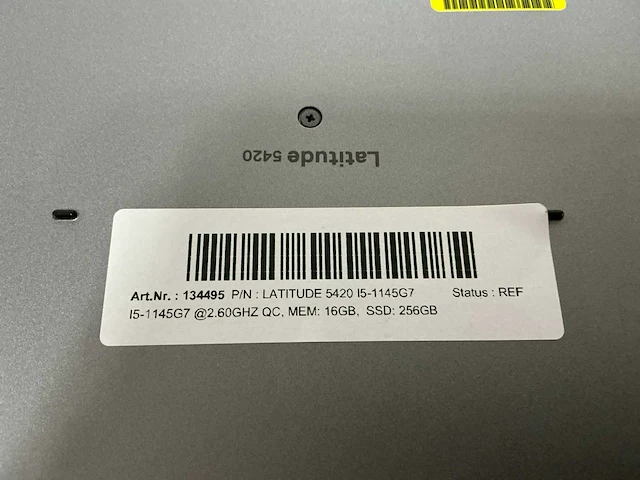 Latitude 5420
Art.Nr. : 134495 P/N : LATITUDE 5420 I5-1145G7 Status : REF
I5-1145G7 @2.60GHZ QC, MEM: 16GB, SSD: 256GB